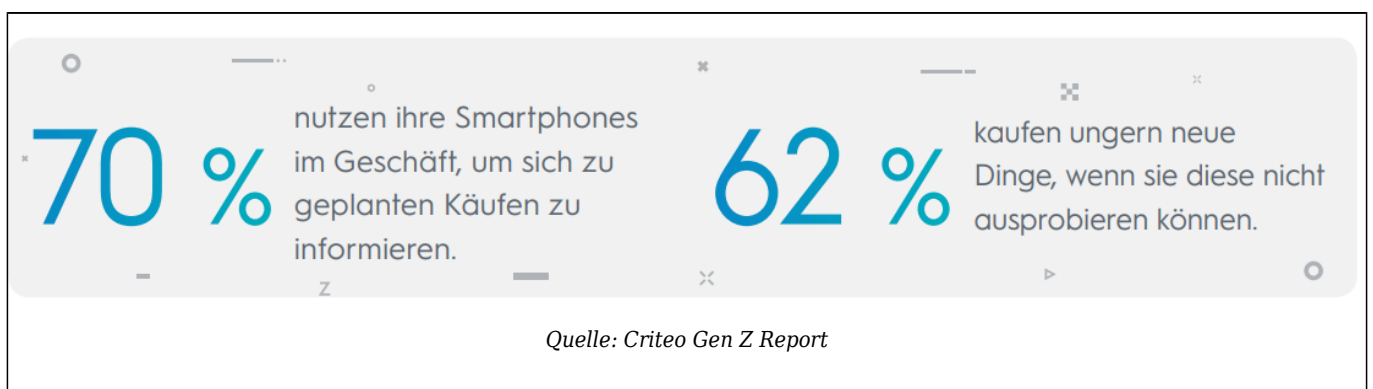 70 %
nutzen ihre Smartphones
im Geschäft, um sich zu
geplanten Käufen zu
informieren.
62 %
kaufen ungern neue
Dinge, wenn sie diese nicht
ausprobieren können.
Z
Quelle: Criteo Gen Z Report